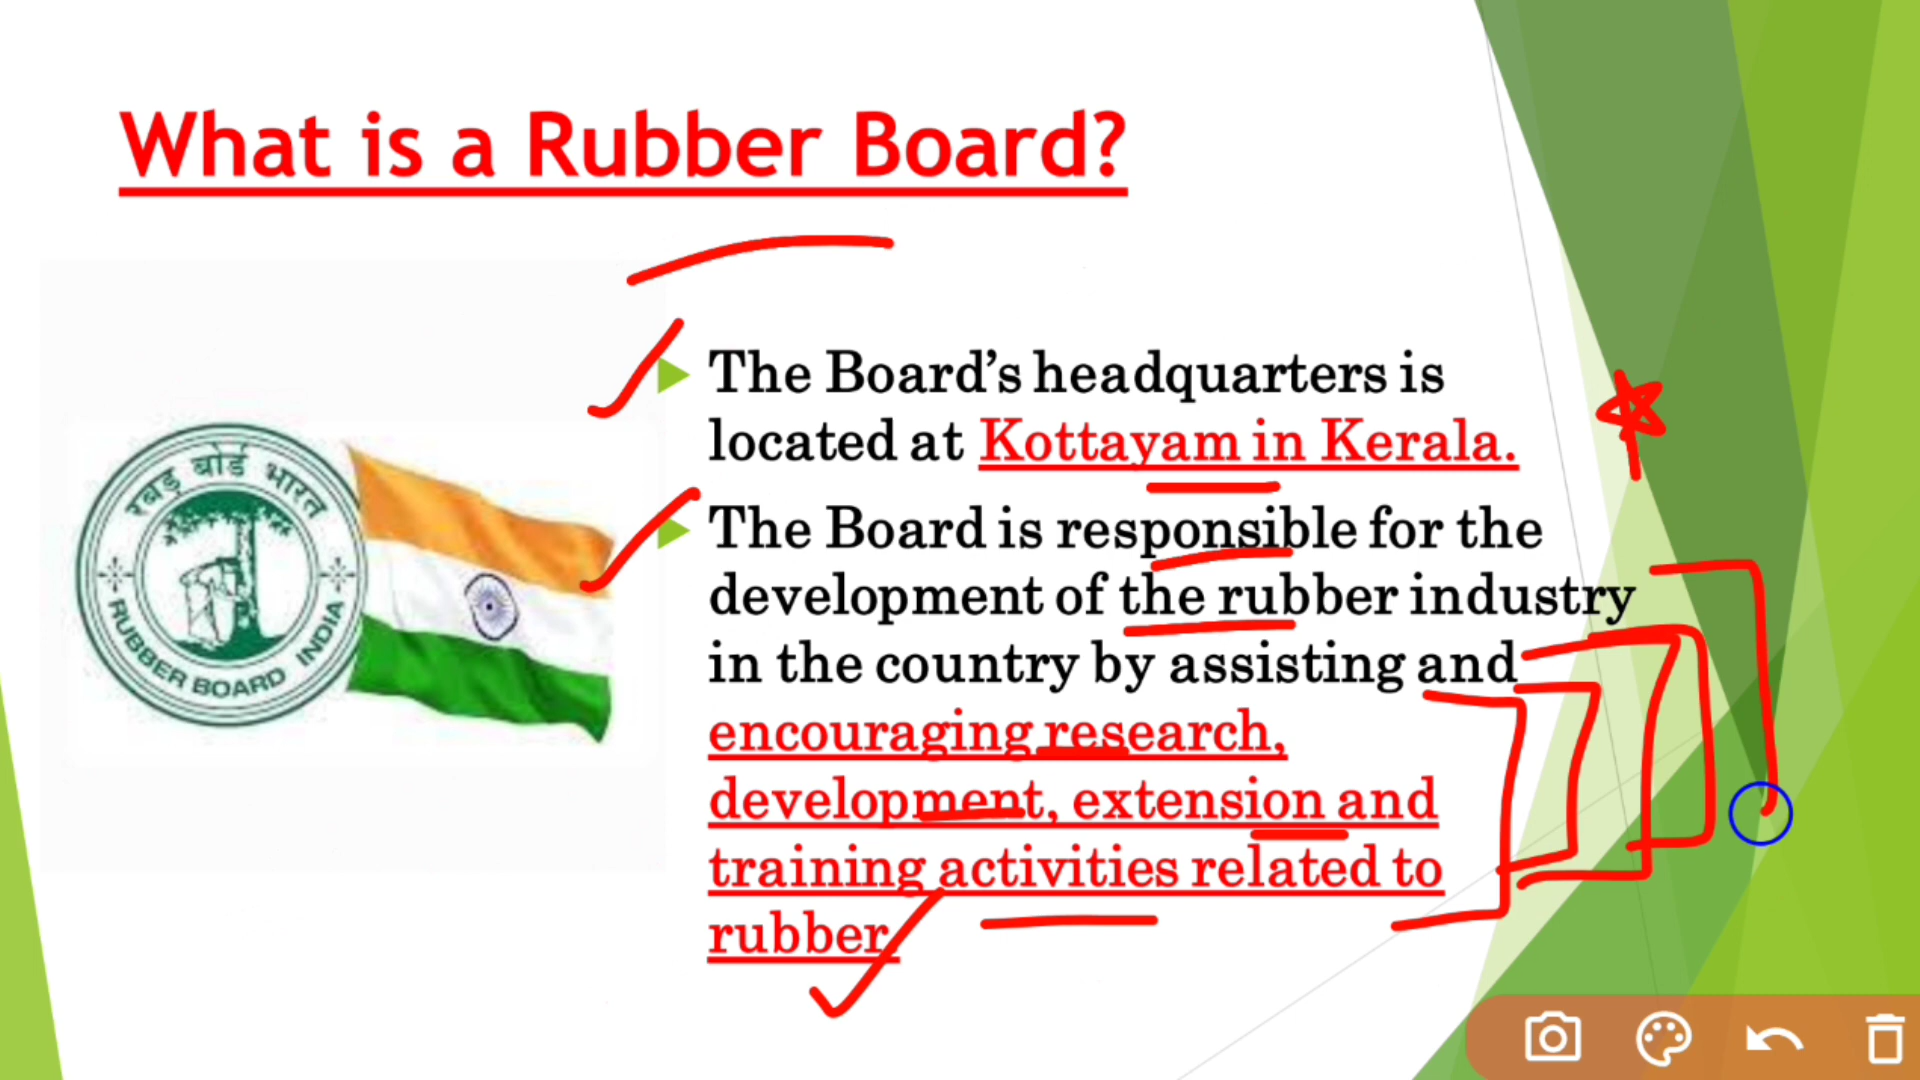 What is a Rubber Board?
The Board's headquarters is
located at Kottayam in Kerala.
The Board is responsible for the
development of the rubber industry
in the country by assisting and
encouraging research,
development, extension and
training activities related to
rubber.
रबड़ बोर्ड भारत
RUBBER BOARD INDIA